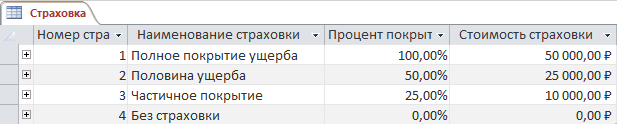 Страховка
Номер стра Наименование страховки Процент покрыт Стоимость страховки
1 Полное покрытие ущерба 100,00% 50 000,00 ₽
2 Половина ущерба 50,00% 25 000,00 ₽
3 Частичное покрытие 25,00% 10 000,00 ₽
4 Без страховки 0,00% 0,00 ₽